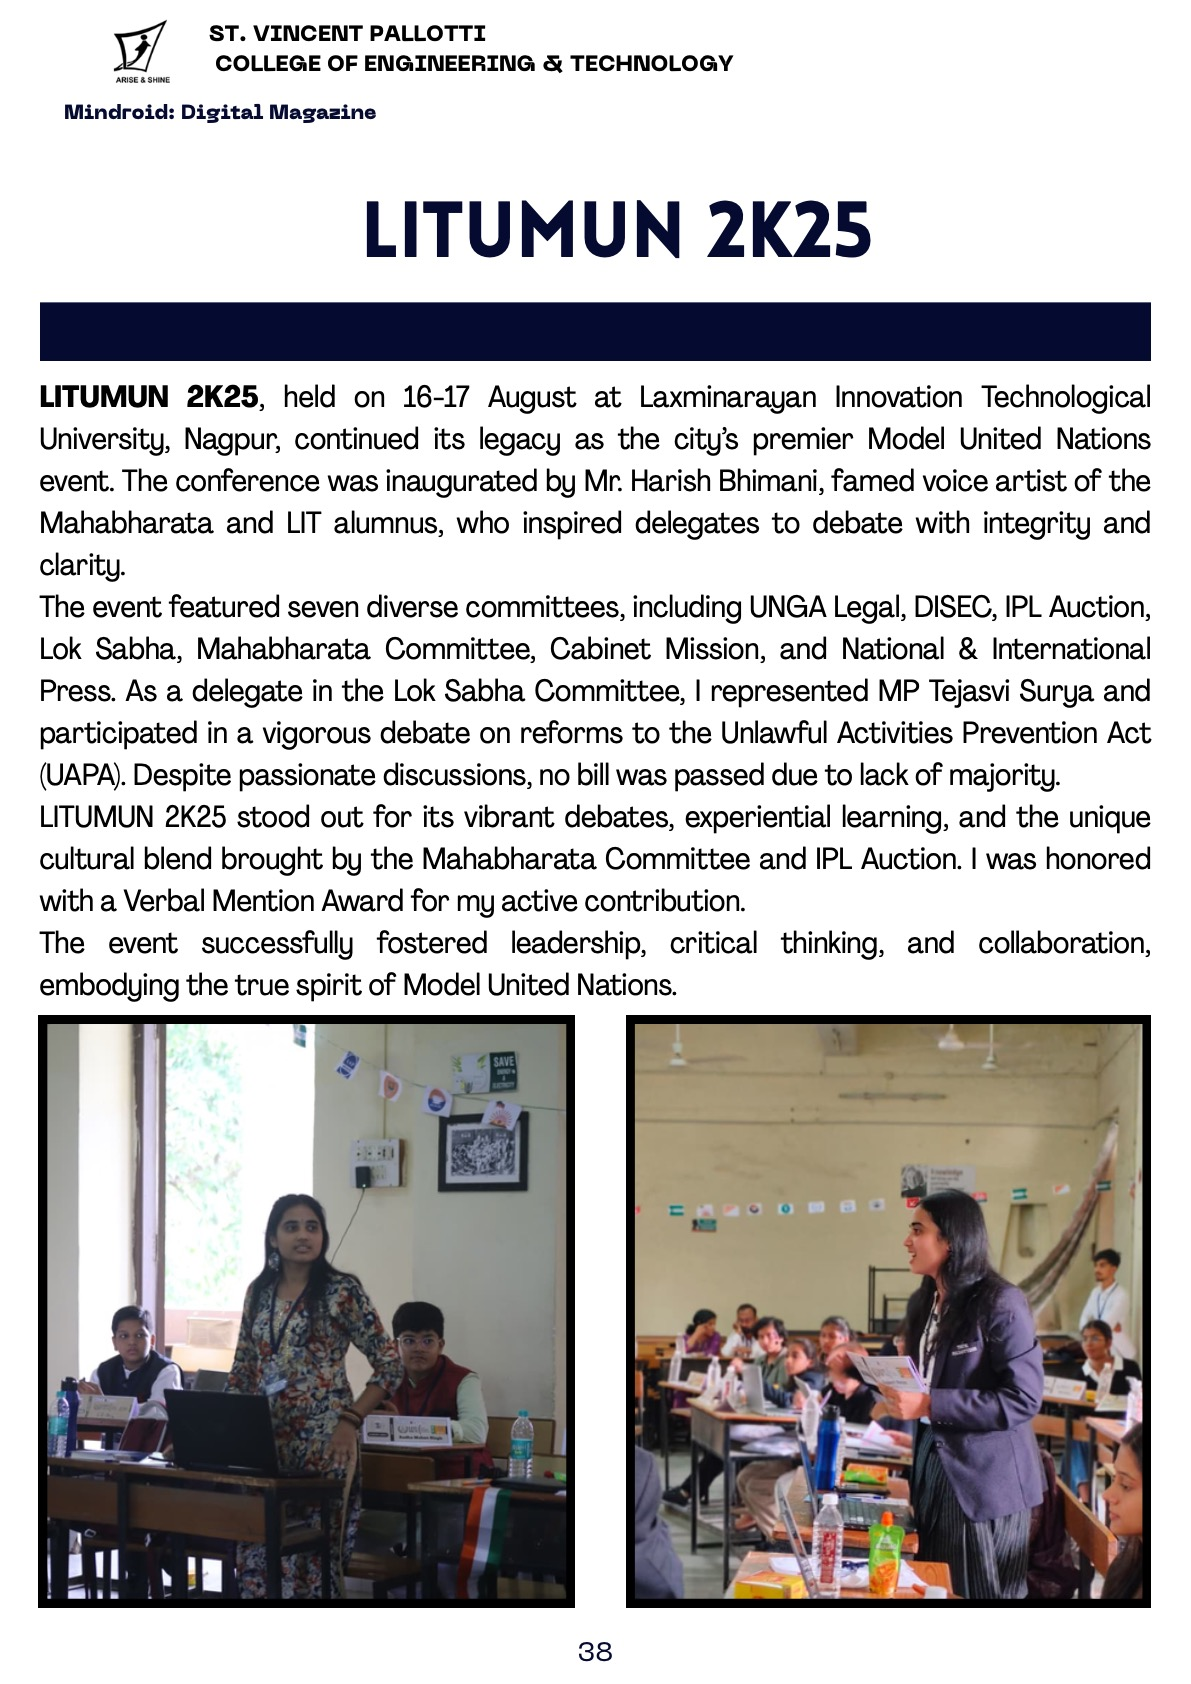 ST. VINCENT PALLOTTI
COLLEGE OF ENGINEERING & TECHNOLOGY
ARISE & SHINE
Mindroid: Digital Magazine
LITUMUN 2K25
LITUMUN 2K25, held on 16-17 August at Laxminarayan Innovation Technological
University, Nagpur, continued its legacy as the city’s premier Model United Nations
event. The conference was inaugurated by Mr. Harish Bhimani, famed voice artist of the
Mahabharata and LIT alumnus, who inspired delegates to debate with integrity and
clarity.
The event featured seven diverse committees, including UNGA Legal, DISEC, IPL Auction,
Lok Sabha, Mahabharata Committee, Cabinet Mission, and National & International
Press. As a delegate in the Lok Sabha Committee, I represented MP Tejasvi Surya and
participated in a vigorous debate on reforms to the Unlawful Activities Prevention Act
(UAPA). Despite passionate discussions, no bill was passed due to lack of majority.
LITUMUN 2K25 stood out for its vibrant debates, experiential learning, and the unique
cultural blend brought by the Mahabharata Committee and IPL Auction. I was honored
with a Verbal Mention Award for my active contribution.
The event successfully fostered leadership, critical thinking, and collaboration,
embodying the true spirit of Model United Nations.
SAVE
ENERGY
ELECTRICITY
Knowledge
38